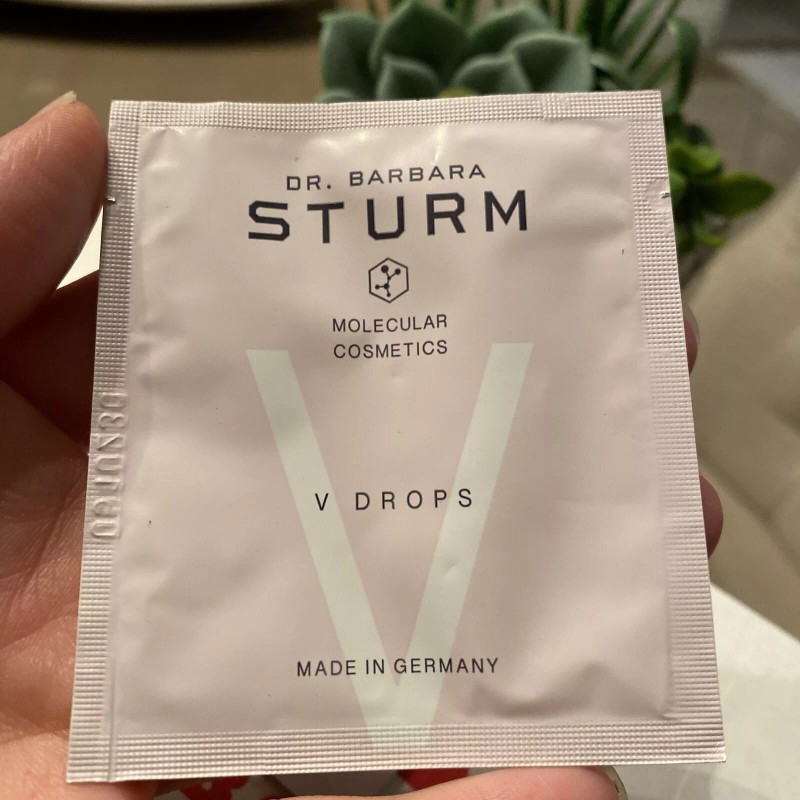 DR. BARBARA
STURM
MOLECULAR
COSMETICS
V
V DROPS
MADE IN GERMANY